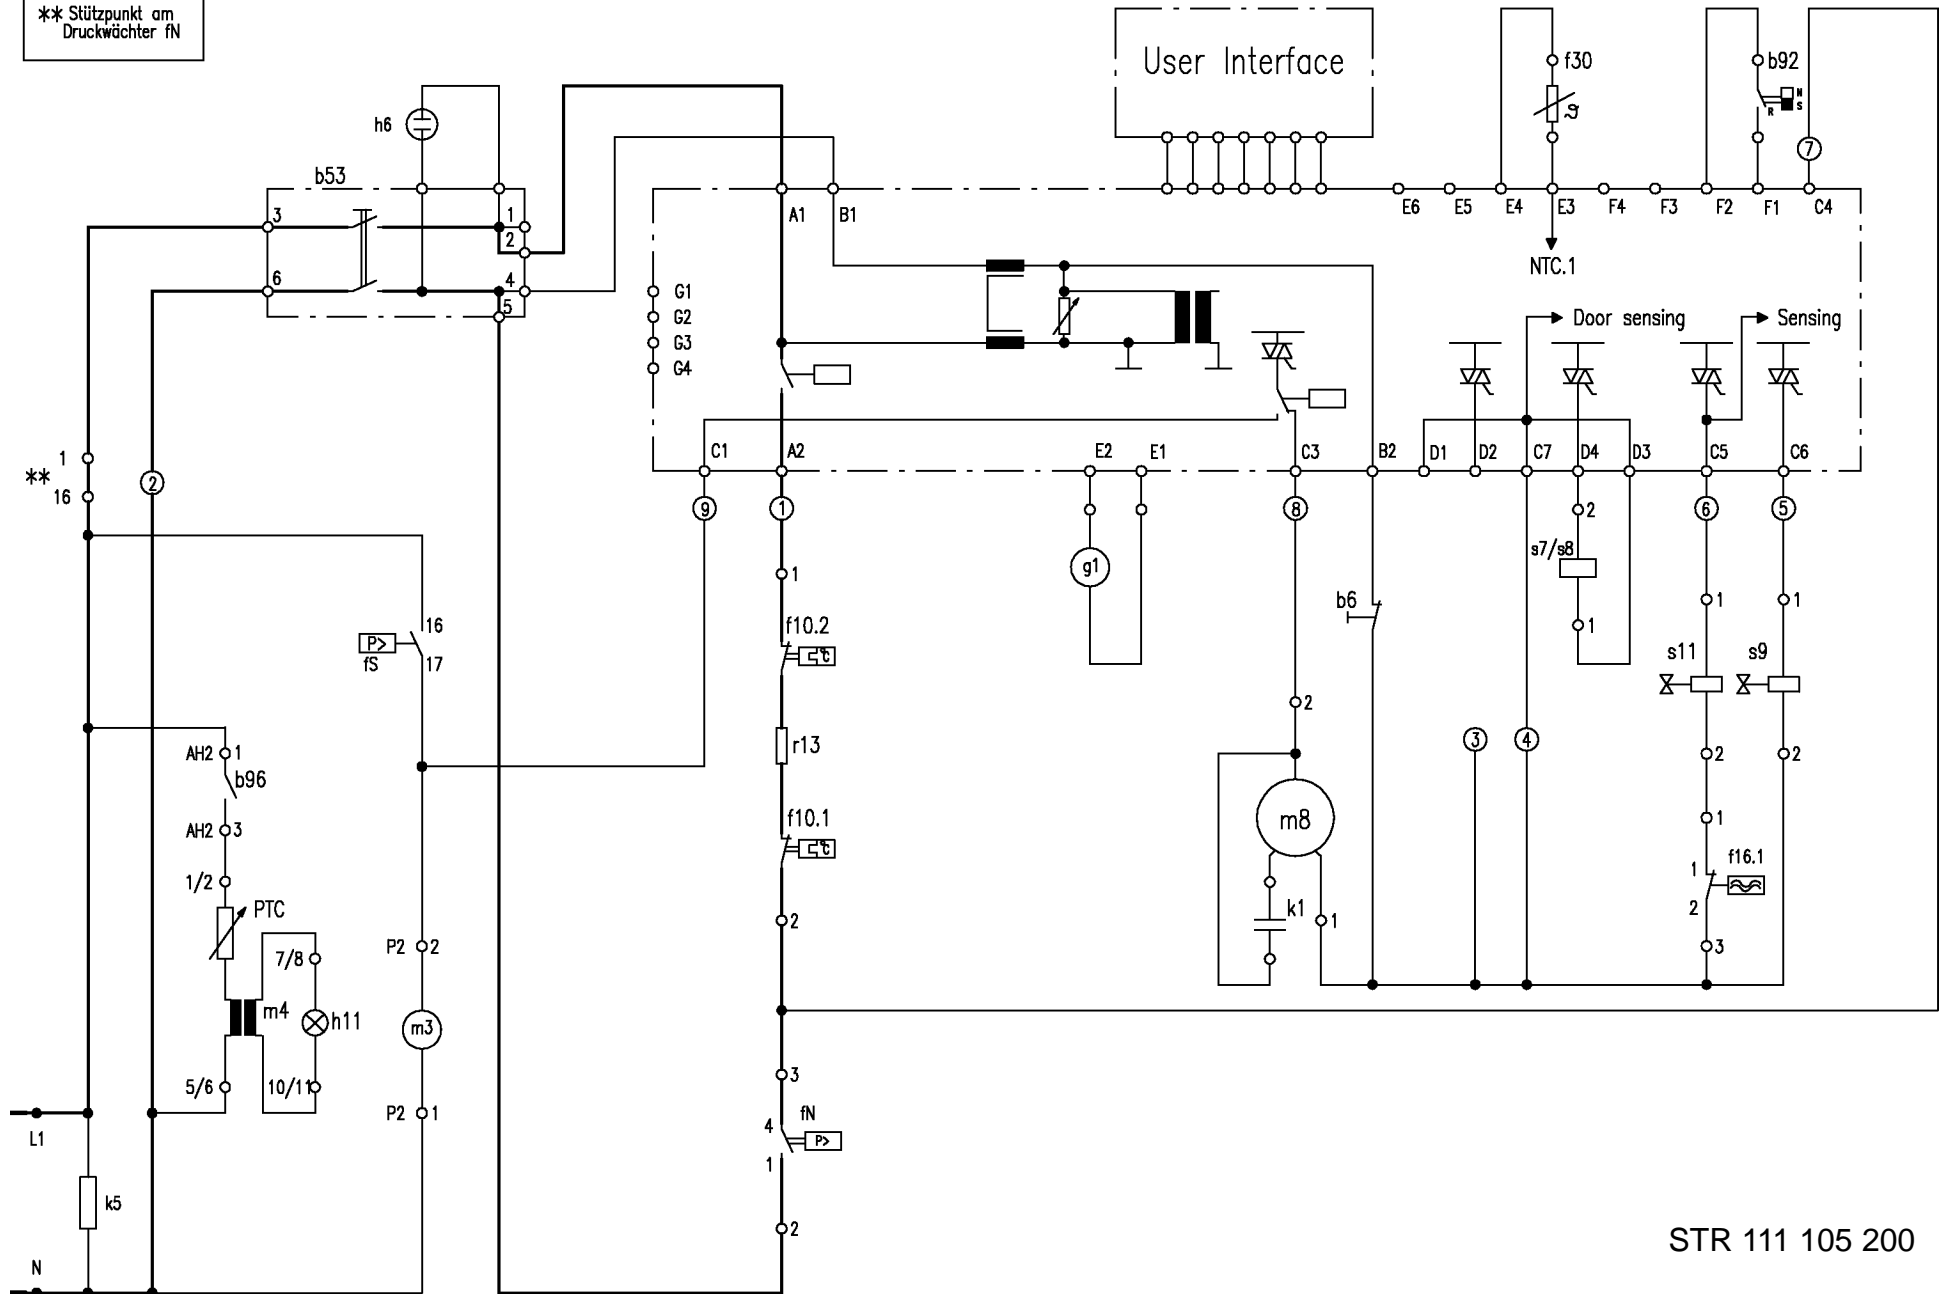 ** Stützpunkt am
Druckwächter fN
User Interface
f30
b92
N
S
R
ϑ
h6
7
b53
3
1
2
6
4
5
A1
B1
E6
E5
E4
E3
F4
F3
F2
F1
C4
NTC.1
G1
G2
G3
G4
Door sensing
Sensing
C1
A2
E2
E1
C3
B2
D1
D2
C7
D4
D3
C5
C6
1
**
16
2
9
1
8
2
6
5
s7/s8
g1
1
b6
1
1
1
16
P>
fS
17
f10.2
°C
s11
s9
2
r13
3
4
2
2
AH2 1
b96
f10.1
°C
m8
1
AH2 3
1/2
PTC
k1
1
1
f16.1
2
2
3
P2 2
7/8
m4
h11
m3
5/6
10/11
3
P2 1
L1
fN
4
P>
1
k5
2
N
STR 111 105 200